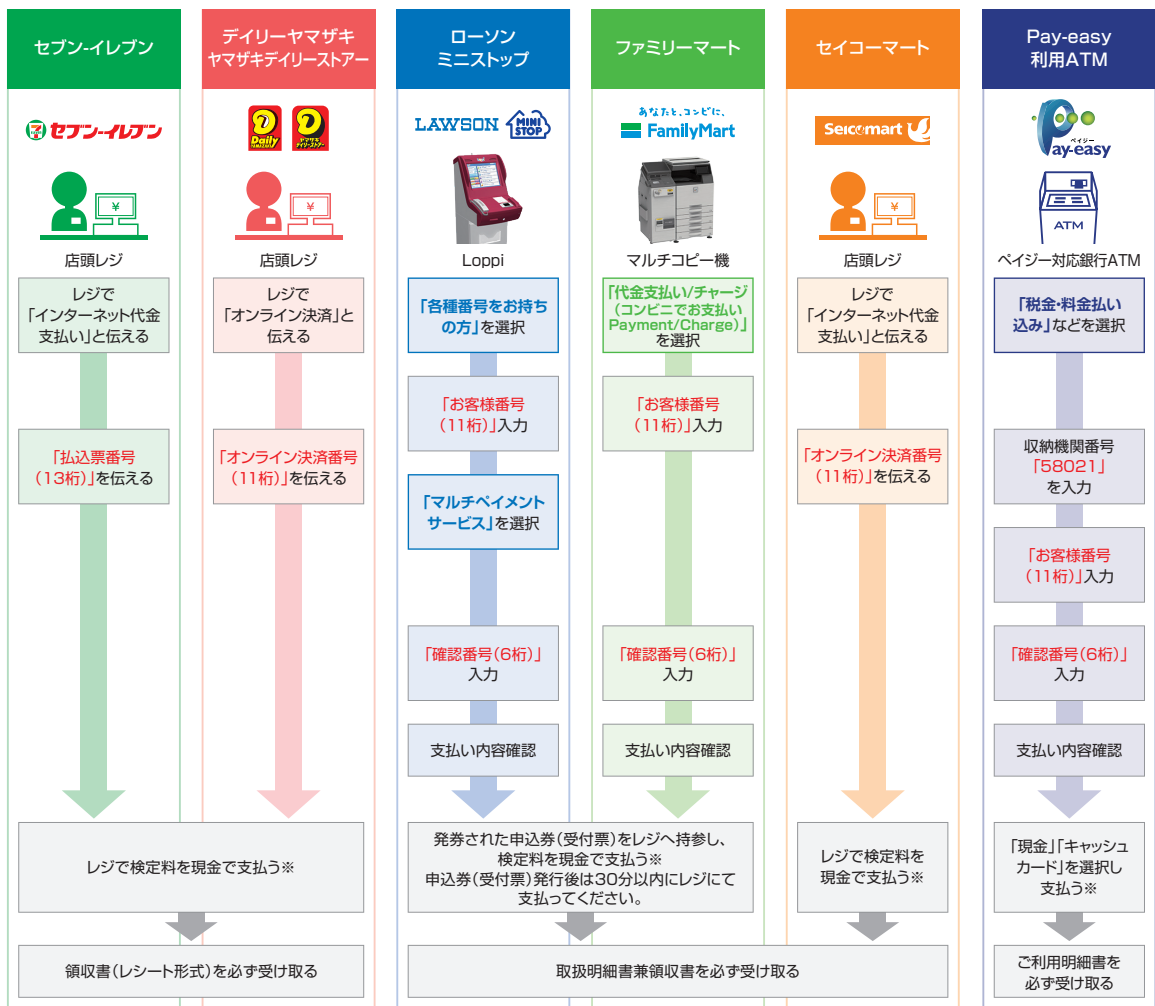 セブン-イレブン
セブン-イレブン
¥
店頭レジ
レジで
「インターネット代金
支払い」と伝える
「払込票番号
(13桁)」を伝える
デイリーヤマザキ
ヤマザキデイリーストアー
Daily
YAMAZAKI
ヤマザキ
デイリーストアー
¥
店頭レジ
レジで
「オンライン決済」と
伝える
「オンライン決済番号
(11桁)」を伝える
レジで検定料を現金で支払う※
領収書(レシート形式)を必ず受け取る
ローソン
ミニストップ
LAWSON
MINI
STOP
Loppi
「各種番号をお持ち
の方」を選択
「お客様番号
(11桁)」入力
「マルチペイメント
サービス」を選択
「確認番号(6桁)」
入力
支払い内容確認
ファミリーマート
あなたと、コンビに、
FamilyMart
マルチコピー機
「代金支払い/チャージ
(コンビニでお支払い
Payment/Charge)」
を選択
「お客様番号
(11桁)」入力
「確認番号(6桁)」
入力
支払い内容確認
発券された申込券(受付票)をレジへ持参し、
検定料を現金で支払う※
申込券(受付票)発行後は30分以内にレジにて
支払ってください。
セイコーマート
Seicomart
¥
店頭レジ
レジで
「インターネット代金
支払い」と伝える
「オンライン決済番号
(11桁)」を伝える
レジで検定料を
現金で支払う※
取扱明細書兼領収書を必ず受け取る
Pay-easy
利用ATM
ペイジー
Pay-easy
ATM
ペイジー対応銀行ATM
「税金・料金払い
込み」などを選択
収納機関番号
「58021」
を入力
「お客様番号
(11桁)」入力
「確認番号(6桁)」
入力
支払い内容確認
「現金」「キャッシュ
カード」を選択し
支払う※
ご利用明細書を
必ず受け取る